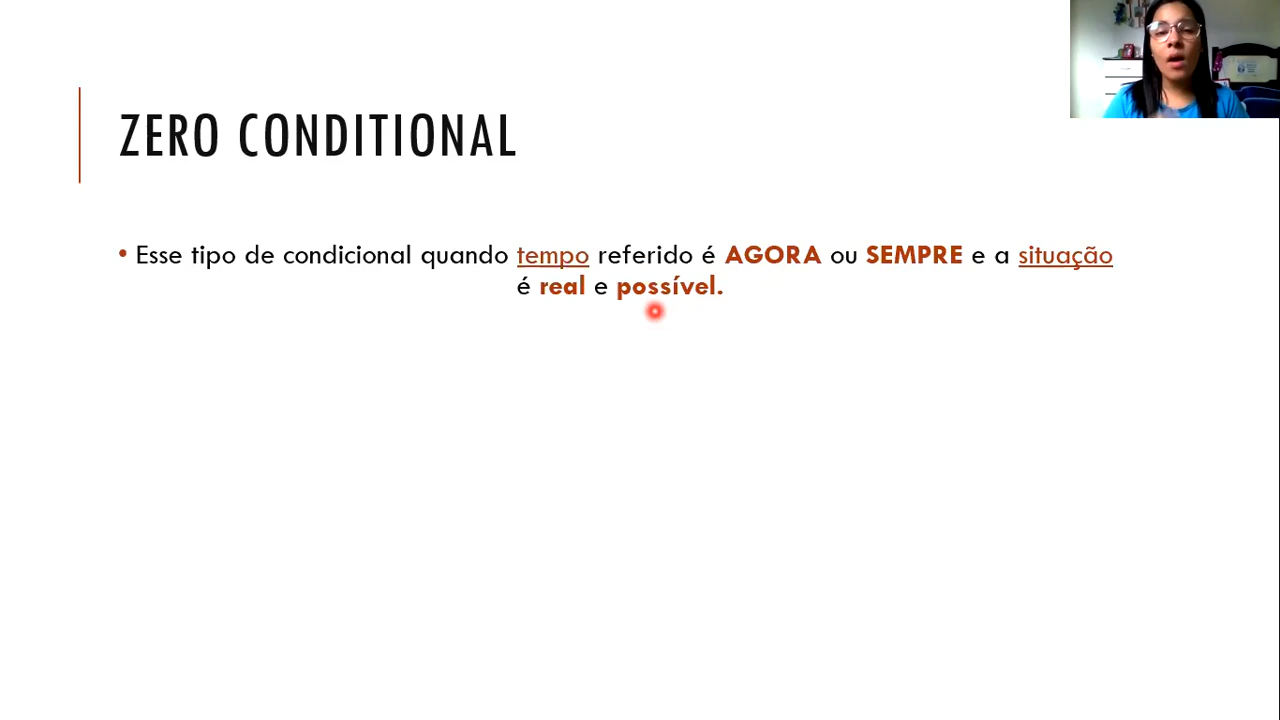 ZERO CONDITIONAL
• Esse tipo de condicional quando tempo referido é AGORA ou SEMPRE e a situação
é real e possível.